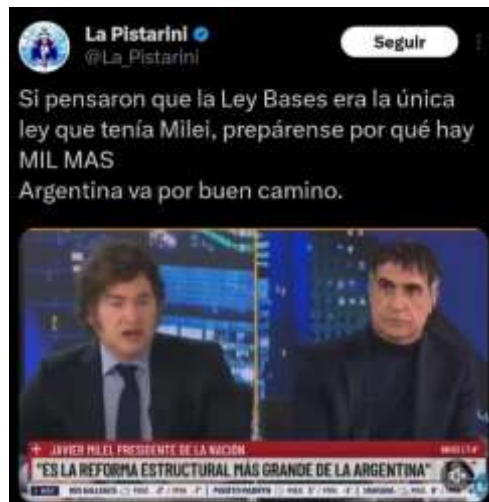 La Pistarini
@La_Pistarini
Seguir
Si pensaron que la Ley Bases era la única
ley que tenía Milei, prepárense por qué hay
MIL MAS
Argentina va por buen camino.
JAVIER MILEI PRESIDENTE DE LA NACIÓN
"ES LA REFORMA ESTRUCTURAL MÁS GRANDE DE LA ARGENTINA"